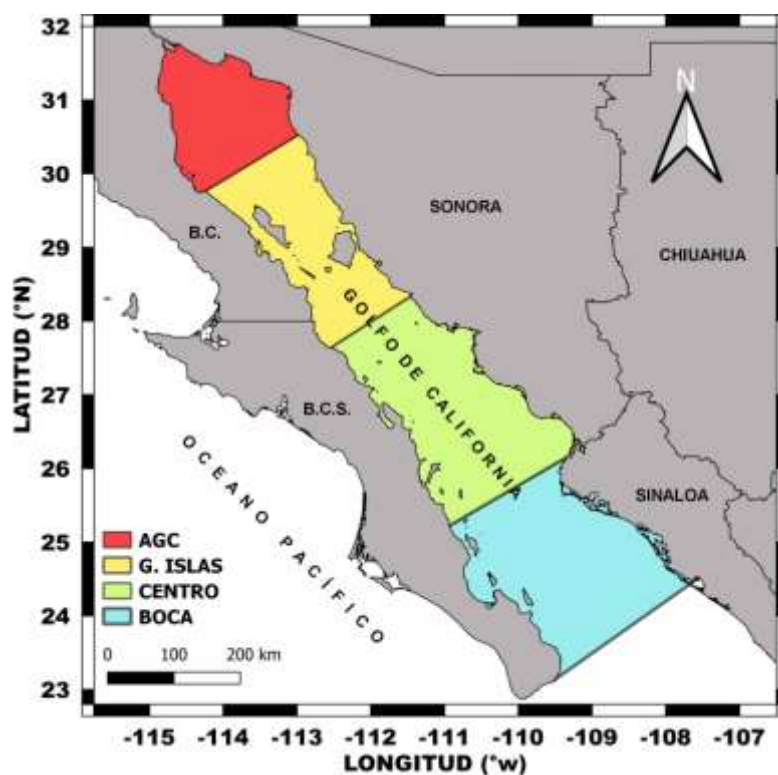 32
31
30
29
28
27
26
25
24
23
LATITUD (°N)
N
SONORA
B.C.
CHIUAHUA
GOLFO DE CALIFORNIA
B.C.S.
SINALOA
OCEANO PACÍFICO
AGC
G. ISLAS
CENTRO
BOCA
0 100 200 km
-115 -114 -113 -112 -111 -110 -109 -108 -107
LONGITUD (°w)